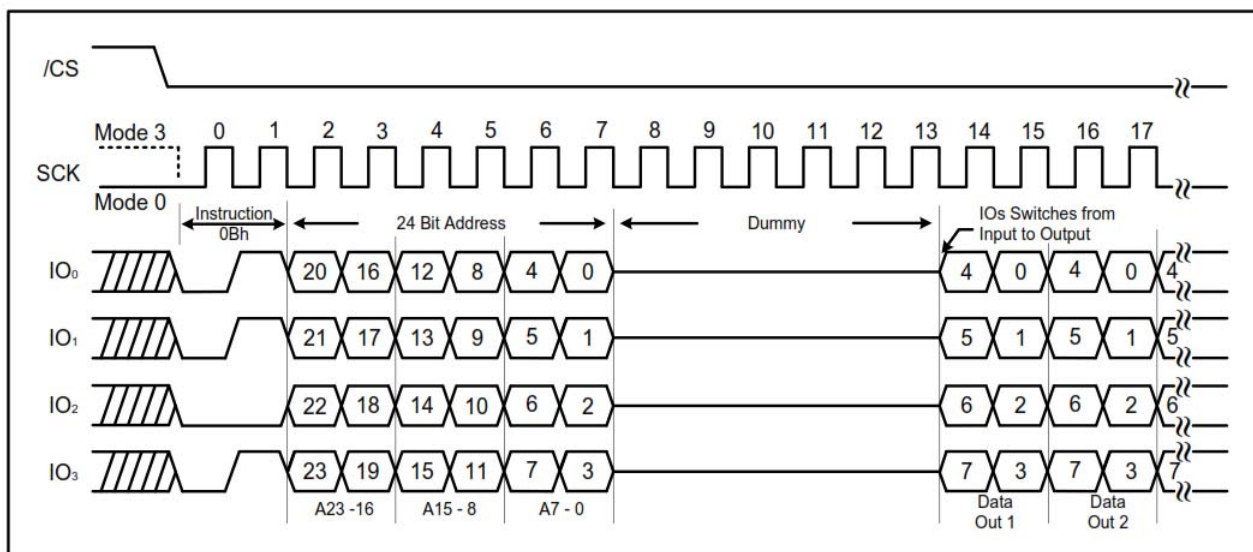 /CS
Mode 3 0 1 2 3 4 5 6 7 8 9 10 11 12 13 14 15 16 17
SCK
Mode 0
Instruction
0Bh
24 Bit Address
Dummy
IOs Switches from
Input to Output
IO0 20 16 12 8 4 0 4 0 4 0 4
IO1 21 17 13 9 5 1 5 1 5 1 5
IO2 22 18 14 10 6 2 6 2 6 2 6
IO3 23 19 15 11 7 3 7 3 7 3 7
A23 -16 A15 - 8 A7 - 0
Data
Out 1
Data
Out 2